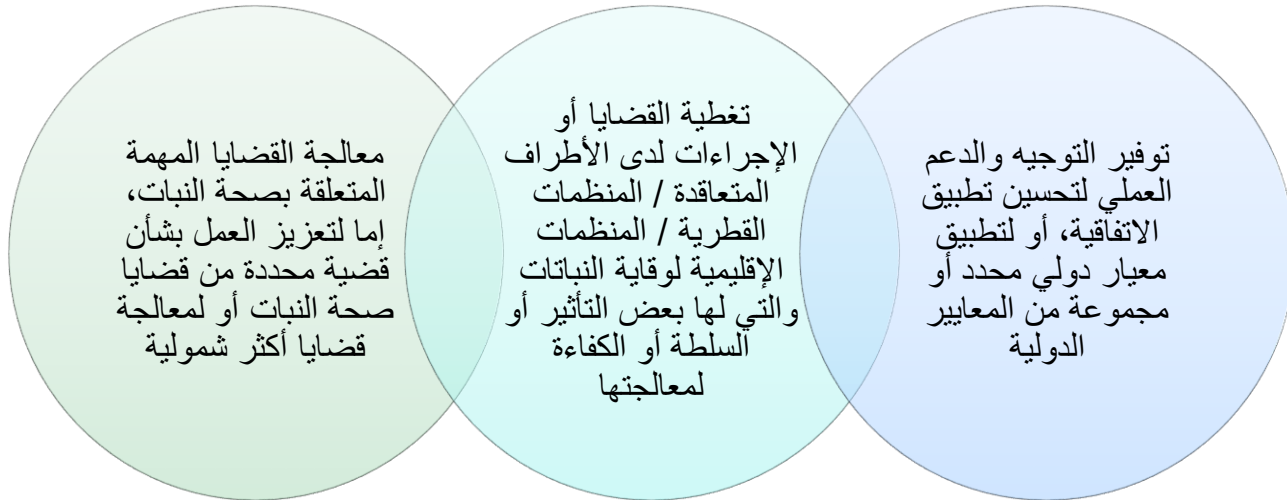 توفير التوجيه والدعم
العملي لتحسين تطبيق
الاتفاقية، أو لتطبيق
معيار دولي محدد أو
مجموعة من المعايير
الدولية
تغطية القضايا أو
الإجراءات لدى الأطراف
المتعاقدة / المنظمات
القطرية / المنظمات
الإقليمية لوقاية النباتات
والتي لها بعض التأثير أو
السلطة أو الكفاءة
لمعالجتها
معالجة القضايا المهمة
المتعلقة بصحة النبات،
إما لتعزيز العمل بشأن
قضية محددة من قضايا
صحة النبات أو لمعالجة
قضايا أكثر شمولية